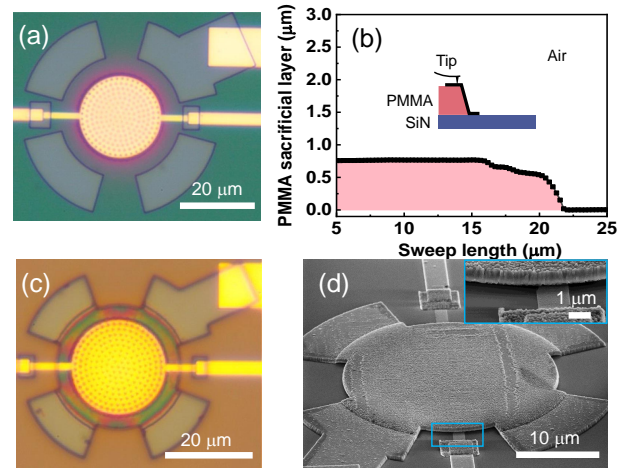 (a)
20 μm
(b)
PMMA sacrificial layer (μm)
3.0
2.5
2.0
1.5
1.0
0.5
0.0
Tip
Air
PMMA
SiN
5
10
15
20
25
Sweep length (μm)
(c)
20 μm
(d)
1 μm
10 μm